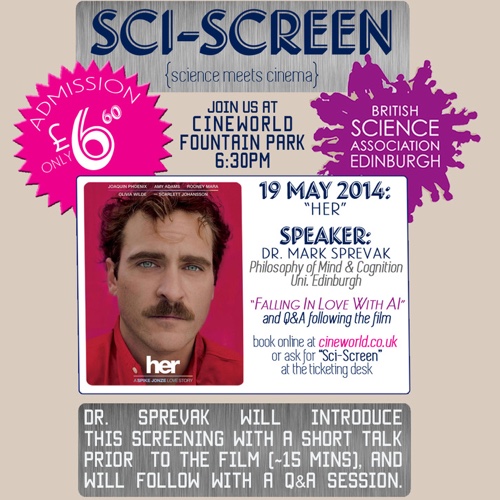 SCI-SCREEN
{science meets cinema}
ADMISSION
ONLY £6.60
JOIN US AT
CINEWORLD
FOUNTAIN PARK
6:30PM
BRITISH
SCIENCE
ASSOCIATION
EDINBURGH
JOAQUIN PHOENIX AMY ADAMS ROONEY MARA
OLIVIA WILDE AND SCARLETT JOHANSSON
her
A SPIKE JONZE LOVE STORY
19 MAY 2014:
"HER"
SPEAKER:
DR. MARK SPREVAK
Philosophy of Mind & Cognition
Uni. Edinburgh
"FALLING IN LOVE WITH AI"
and Q&A following the film
book online at cineworld.co.uk
or ask for "Sci-Screen"
at the ticketing desk
DR. SPREVAK WILL INTRODUCE
THIS SCREENING WITH A SHORT TALK
PRIOR TO THE FILM (~15 MINS), AND
WILL FOLLOW WITH A Q&A SESSION.